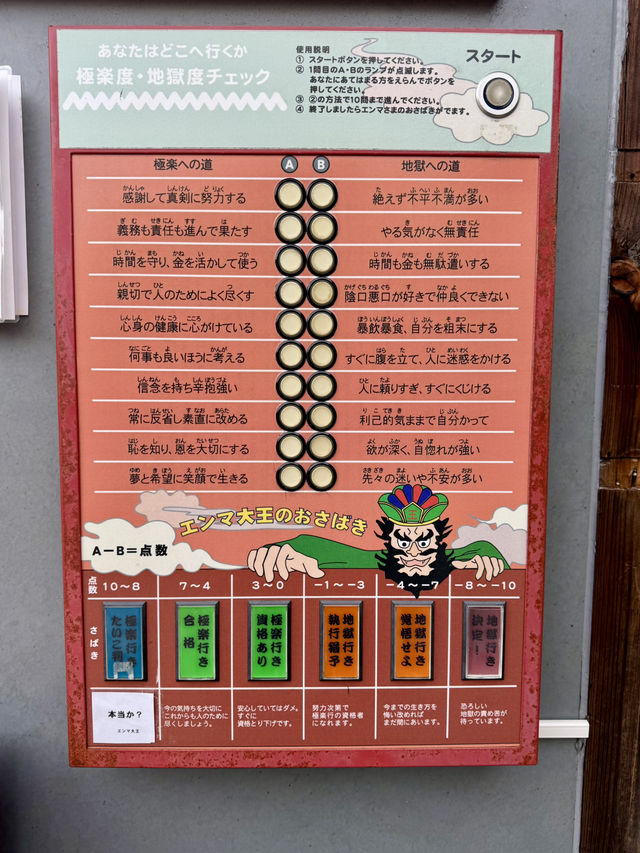 あなたはどこへ行くか
極楽度・地獄度チェック
使用説明
① スタートボタンを押してください。
② 1問目のA・Bのランプが点滅します。
あなたにあてはまる方をえらんでボタンを
押してください。
③ ②の方法で10問まで進んでください。
④ 終了しましたらエンマさまのおさばきがでます。
スタート
極楽への道 A B 地獄への道
感謝して真剣に努力する 絶えず不平不満が多い
義務も責任も進んで果たす やる気がなく無責任
時間を守り、金を活かして使う 時間も金も無駄遣いする
親切で人のためによく尽くす 陰口悪口が好きで仲良くできない
心身の健康に心がけている 暴飲暴食、自分を粗末にする
何事も良いほうに考える すぐに腹を立て、人に迷惑をかける
信念を持ち辛抱強い 人に頼りすぎ、すぐにくじける
常に反省し素直に改める 利己的気ままで自分かって
恥を知り、恩を大切にする 欲が深く、自惚れが強い
夢と希望に笑顔で生きる 先々の迷いや不安が多い
エンマ大王のおさばき
A−B=点数
点数 10〜8 7〜4 3〜0 −1〜−3 −4〜−7 −8〜−10
さばき
極楽行き
たいこ判
極楽行き
合格
極楽行き
資格あり
地獄行き
執行猶予
地獄行き
覚悟せよ
地獄行き
決定!
本当か?
エンマ大王
今の気持ちを大切に
これからも人のために
尽くしましょう。
安心していてはダメ。
すぐに
資格とり下げです。
努力次第で
極楽行の資格者
になれます。
今までの生き方を
悔い改めれば
まだ間にあいます。
恐ろしい
地獄の責め苦が
待っています。